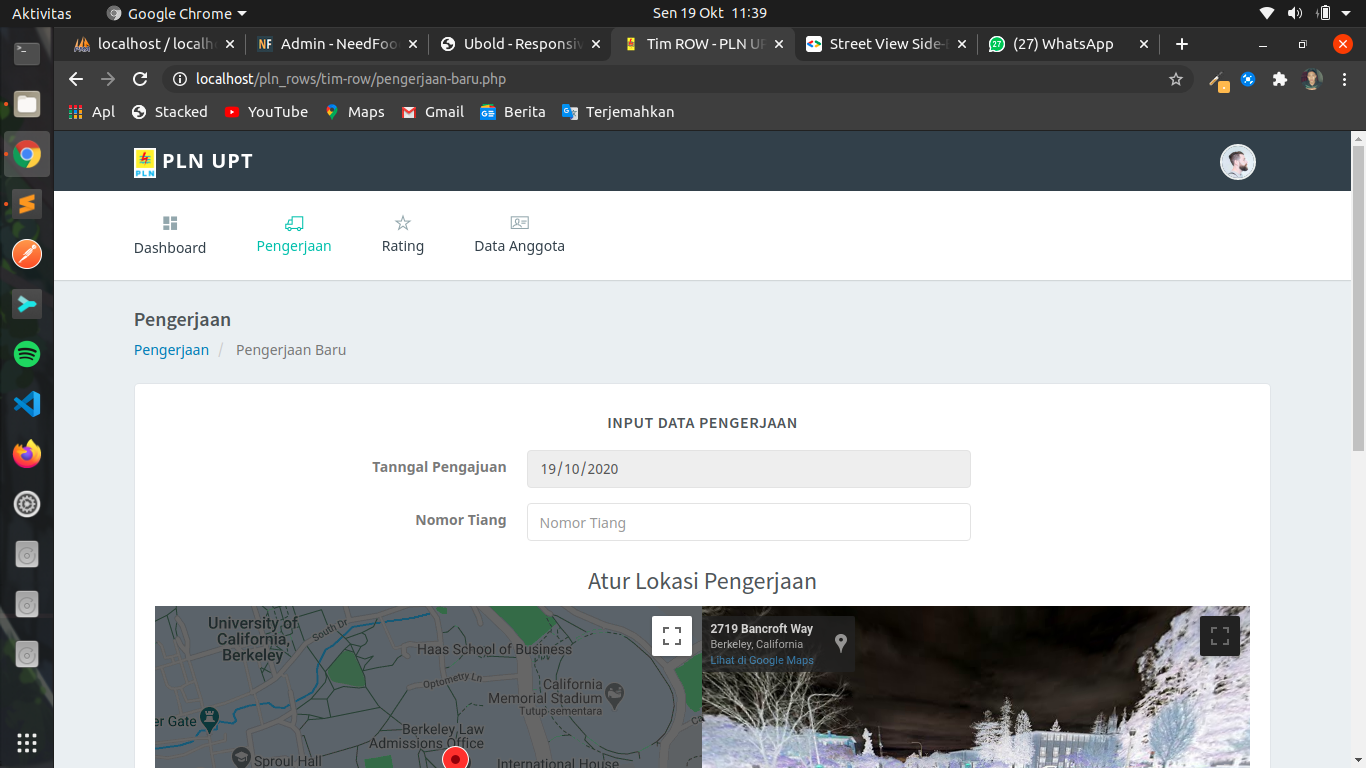 Aktivitas
Google Chrome
Sen 19 Okt 11:39
localhost / localh
NF Admin - NeedFoo
Ubold - Responsiv
Tim ROW - PLN UP
Street View Side-
27 (27) WhatsApp
localhost/pln_rows/tim-row/pengerjaan-baru.php
Apl
Stacked
YouTube
Maps
Gmail
Berita
Terjemahkan
PLN
PLN UPT
Dashboard
Pengerjaan
Rating
Data Anggota
Pengerjaan
Pengerjaan / Pengerjaan Baru
INPUT DATA PENGERJAAN
Tanngal Pengajuan
19/10/2020
Nomor Tiang
Nomor Tiang
Atur Lokasi Pengerjaan
University of
California,
Berkeley
South Dr
Haas School of Business
Optometry Ln
California
Memorial Stadium
Tutup sementara
er Gate
Berkeley Law
Admissions Office
Sproul Hall
International House
2719 Bancroft Way
Berkeley, California
Lihat di Google Maps